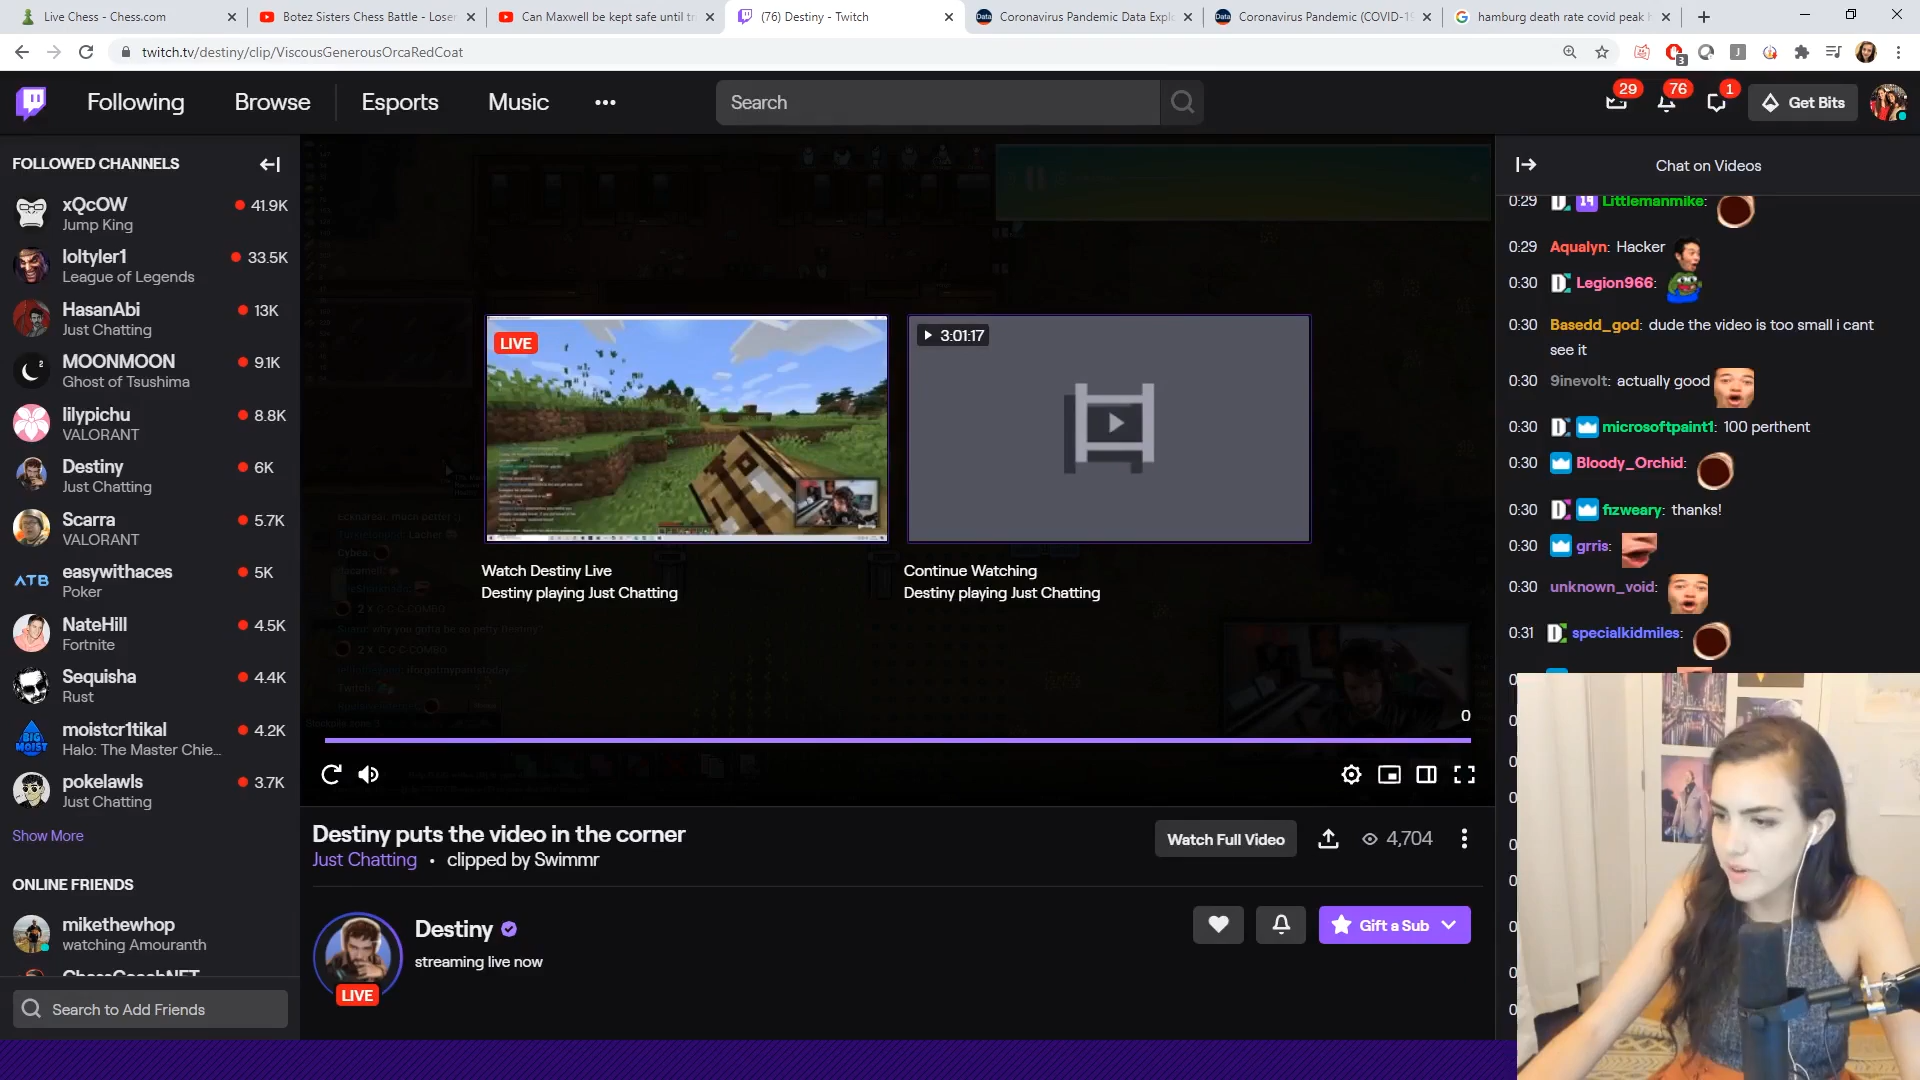 Live Chess - Chess.com
Botez Sisters Chess Battle - Loser
Can Maxwell be kept safe until tr
(76) Destiny - Twitch
Coronavirus Pandemic Data Explo
Coronavirus Pandemic (COVID-19
hamburg death rate covid peak h
twitch.tv/destiny/clip/ViscousGenerousOrcaRedCoat
Following
Browse
Esports
Music
Search
29
76
1
Get Bits
FOLLOWED CHANNELS
xQcOW
41.9K
Jump King
loltyler1
33.5K
League of Legends
HasanAbi
13K
Just Chatting
MOONMOON
9.1K
Ghost of Tsushima
lilypichu
8.8K
VALORANT
Destiny
6K
Just Chatting
Scarra
5.7K
VALORANT
easywithaces
5K
Poker
NateHill
4.5K
Fortnite
Sequisha
4.4K
Rust
moistcr1tikal
4.2K
Halo: The Master Chie...
pokelawls
3.7K
Just Chatting
Show More
ONLINE FRIENDS
mikethewhop
watching Amouranth
ChessCoachNET
Search to Add Friends
LIVE
3:01:17
Watch Destiny Live
Destiny playing Just Chatting
Continue Watching
Destiny playing Just Chatting
0
Destiny puts the video in the corner
Just Chatting • clipped by Swimmr
Watch Full Video
4,704
Destiny
streaming live now
LIVE
Gift a Sub
Chat on Videos
0:29 Littlemanmike:
0:29 Aqualyn: Hacker
0:30 Legion966:
0:30 Basedd_god: dude the video is too small i cant
see it
0:30 9inevolt: actually good
0:30 microsoftpaint1: 100 perthent
0:30 Bloody_Orchid:
0:30 fizweary: thanks!
0:30 grris:
0:30 unknown_void:
0:31 specialkidmiles: